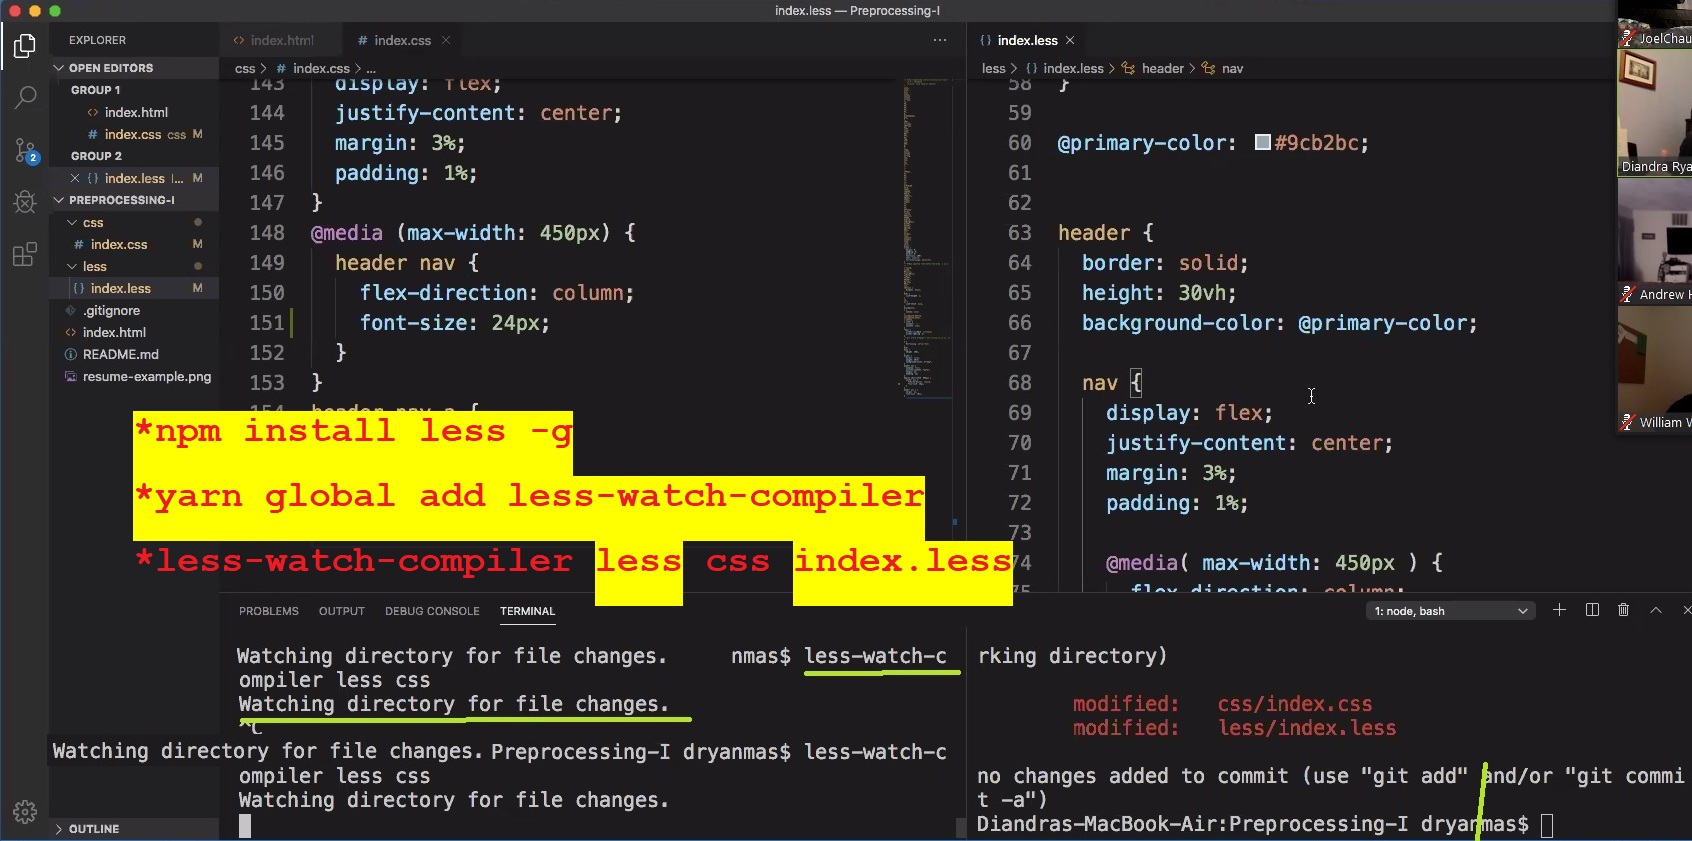 index.less — Preprocessing-I
EXPLORER
OPEN EDITORS
GROUP 1
<> index.html
# index.css css M
GROUP 2
× {} index.less l... M
PREPROCESSING-I
css
# index.css M
less
{} index.less M
.gitignore
<> index.html
README.md
resume-example.png
OUTLINE
2
<> index.html
# index.css ×
...
css > # index.css > ...
143 display: flex;
144 justify-content: center;
145 margin: 3%;
146 padding: 1%;
147 }
148 @media (max-width: 450px) {
149 header nav {
150 flex-direction: column;
151 font-size: 24px;
152 }
153 }
154 header nav a {
{} index.less ×
less > {} index.less > header > nav
58 }
59
60 @primary-color: #9cb2bc;
61
62
63 header {
64 border: solid;
65 height: 30vh;
66 background-color: @primary-color;
67
68 nav {
69 display: flex;
70 justify-content: center;
71 margin: 3%;
72 padding: 1%;
73
74 @media( max-width: 450px ) {
75 flex-direction: column;
*npm install less -g
*yarn global add less-watch-compiler
*less-watch-compiler less css index.less
PROBLEMS OUTPUT DEBUG CONSOLE TERMINAL
1: node, bash
Watching directory for file changes. nmas$ less-watch-c
ompiler less css
Watching directory for file changes.
^C
Watching directory for file changes. Preprocessing-I dryanmas$ less-watch-c
ompiler less css
Watching directory for file changes.
rking directory)
modified: css/index.css
modified: less/index.less
no changes added to commit (use "git add" and/or "git commi
t -a")
Diandras-MacBook-Air:Preprocessing-I dryanmas$
JoelChau
Diandra Rya
Andrew H
William W